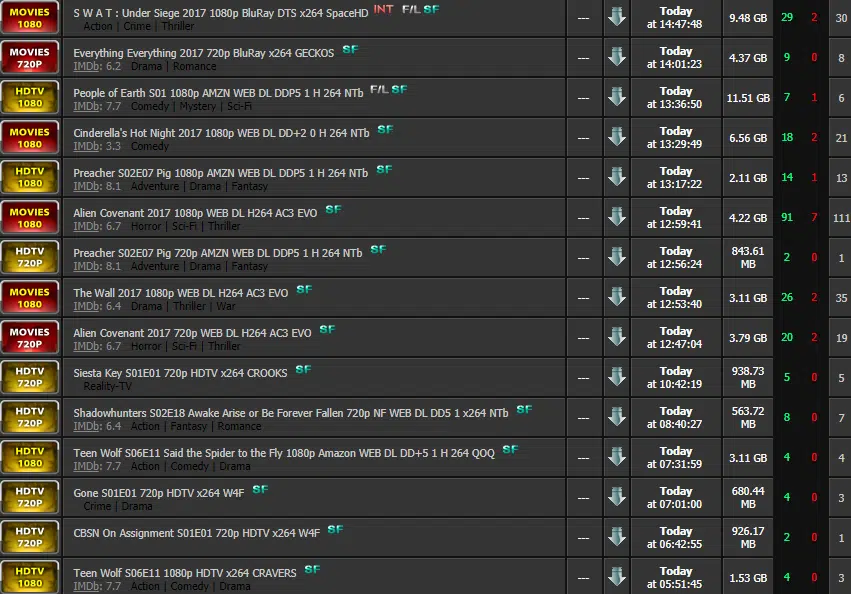 MOVIES
1080
S W A T : Under Siege 2017 1080p BluRay DTS x264 SpaceHD INT F/L SF
Action | Crime | Thriller
---
Today
at 14:47:48
9.48 GB
29
2
30
MOVIES
720P
Everything Everything 2017 720p BluRay x264 GECKOS SF
IMDb: 6.2 Drama | Romance
---
Today
at 14:01:23
4.37 GB
9
0
8
HDTV
1080
People of Earth S01 1080p AMZN WEB DL DDP5 1 H 264 NTb F/L SF
IMDb: 7.7 Comedy | Mystery | Sci-Fi
---
Today
at 13:36:50
11.51 GB
7
1
6
MOVIES
1080
Cinderella's Hot Night 2017 1080p WEB DL DD+2 0 H 264 NTb SF
IMDb: 3.3 Comedy
---
Today
at 13:29:49
6.56 GB
18
2
21
HDTV
1080
Preacher S02E07 Pig 1080p AMZN WEB DL DDP5 1 H 264 NTb SF
IMDb: 8.1 Adventure | Drama | Fantasy
---
Today
at 13:17:22
2.11 GB
14
1
13
MOVIES
1080
Alien Covenant 2017 1080p WEB DL H264 AC3 EVO SF
IMDb: 6.7 Horror | Sci-Fi | Thriller
---
Today
at 12:59:41
4.22 GB
91
7
111
HDTV
720P
Preacher S02E07 Pig 720p AMZN WEB DL DDP5 1 H 264 NTb SF
IMDb: 8.1 Adventure | Drama | Fantasy
---
Today
at 12:56:24
843.61
MB
2
0
1
MOVIES
1080
The Wall 2017 1080p WEB DL H264 AC3 EVO SF
IMDb: 6.4 Drama | Thriller | War
---
Today
at 12:53:40
3.11 GB
26
2
35
MOVIES
720P
Alien Covenant 2017 720p WEB DL H264 AC3 EVO SF
IMDb: 6.7 Horror | Sci-Fi | Thriller
---
Today
at 12:47:04
3.79 GB
20
2
19
HDTV
720P
Siesta Key S01E01 720p HDTV x264 CROOKS SF
Reality-TV
---
Today
at 10:42:19
938.73
MB
5
0
5
HDTV
720P
Shadowhunters S02E18 Awake Arise or Be Forever Fallen 720p NF WEB DL DD5 1 x264 NTb SF
IMDb: 6.4 Action | Fantasy | Romance
---
Today
at 08:40:27
563.72
MB
8
0
7
HDTV
1080
Teen Wolf S06E11 Said the Spider to the Fly 1080p Amazon WEB DL DD+5 1 H 264 QOQ SF
IMDb: 7.7 Action | Comedy | Drama
---
Today
at 07:31:59
3.11 GB
4
0
4
HDTV
720P
Gone S01E01 720p HDTV x264 W4F SF
Crime | Drama
---
Today
at 07:01:00
680.44
MB
4
0
3
HDTV
720P
CBSN On Assignment S01E01 720p HDTV x264 W4F SF
---
Today
at 06:42:55
926.17
MB
2
0
1
HDTV
1080
Teen Wolf S06E11 1080p HDTV x264 CRAVERS SF
IMDb: 7.7 Action | Comedy | Drama
---
Today
at 05:51:45
1.53 GB
4
0
3